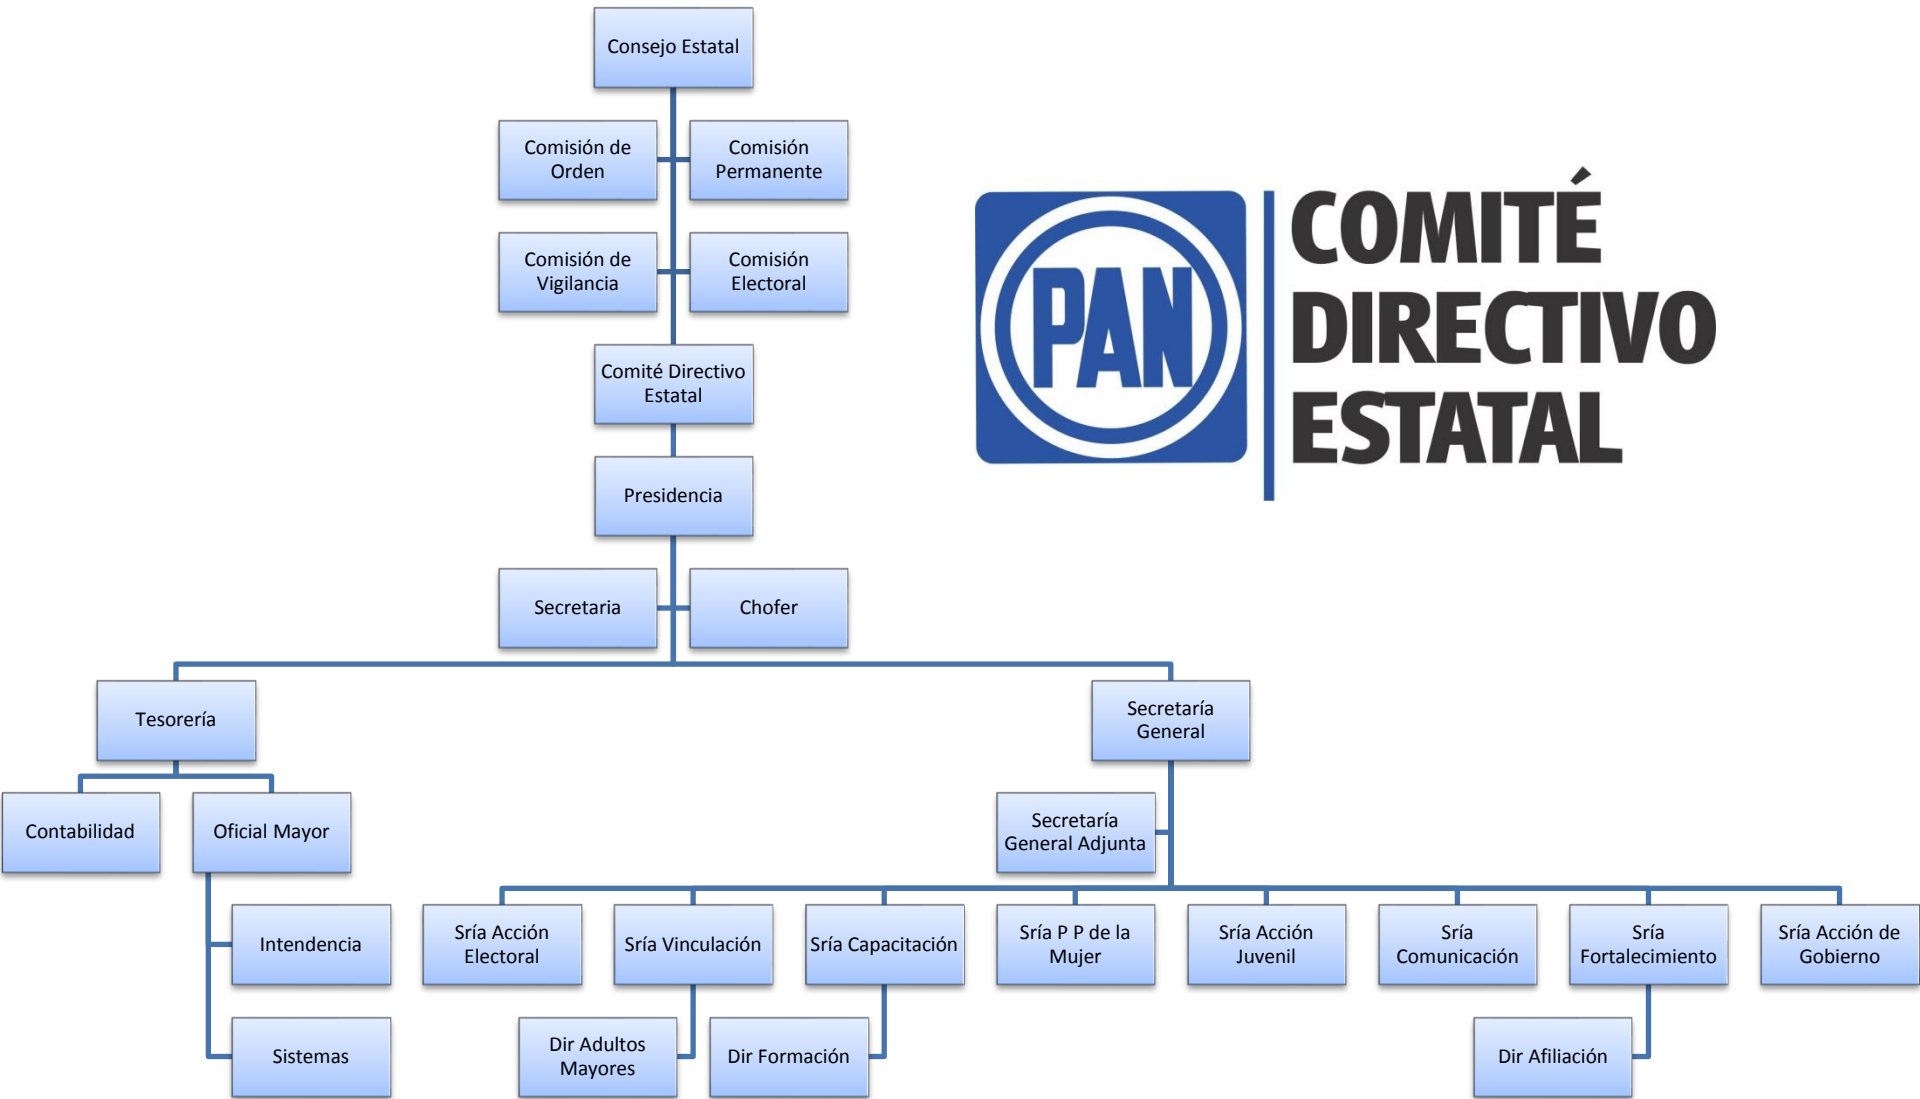 Consejo Estatal
Comisión de
Orden
Comisión
Permanente
Comisión de
Vigilancia
Comisión
Electoral
PAN
COMITÉ
DIRECTIVO
ESTATAL
Comité Directivo
Estatal
Presidencia
Secretaria
Chofer
Tesorería
Secretaría
General
Contabilidad
Oficial Mayor
Secretaría
General Adjunta
Intendencia
Sría Acción
Electoral
Sría Vinculación
Sría Capacitación
Sría P P de la
Mujer
Sría Acción
Juvenil
Sría
Comunicación
Sría
Fortalecimiento
Sría Acción de
Gobierno
Sistemas
Dir Adultos
Mayores
Dir Formación
Dir Afiliación